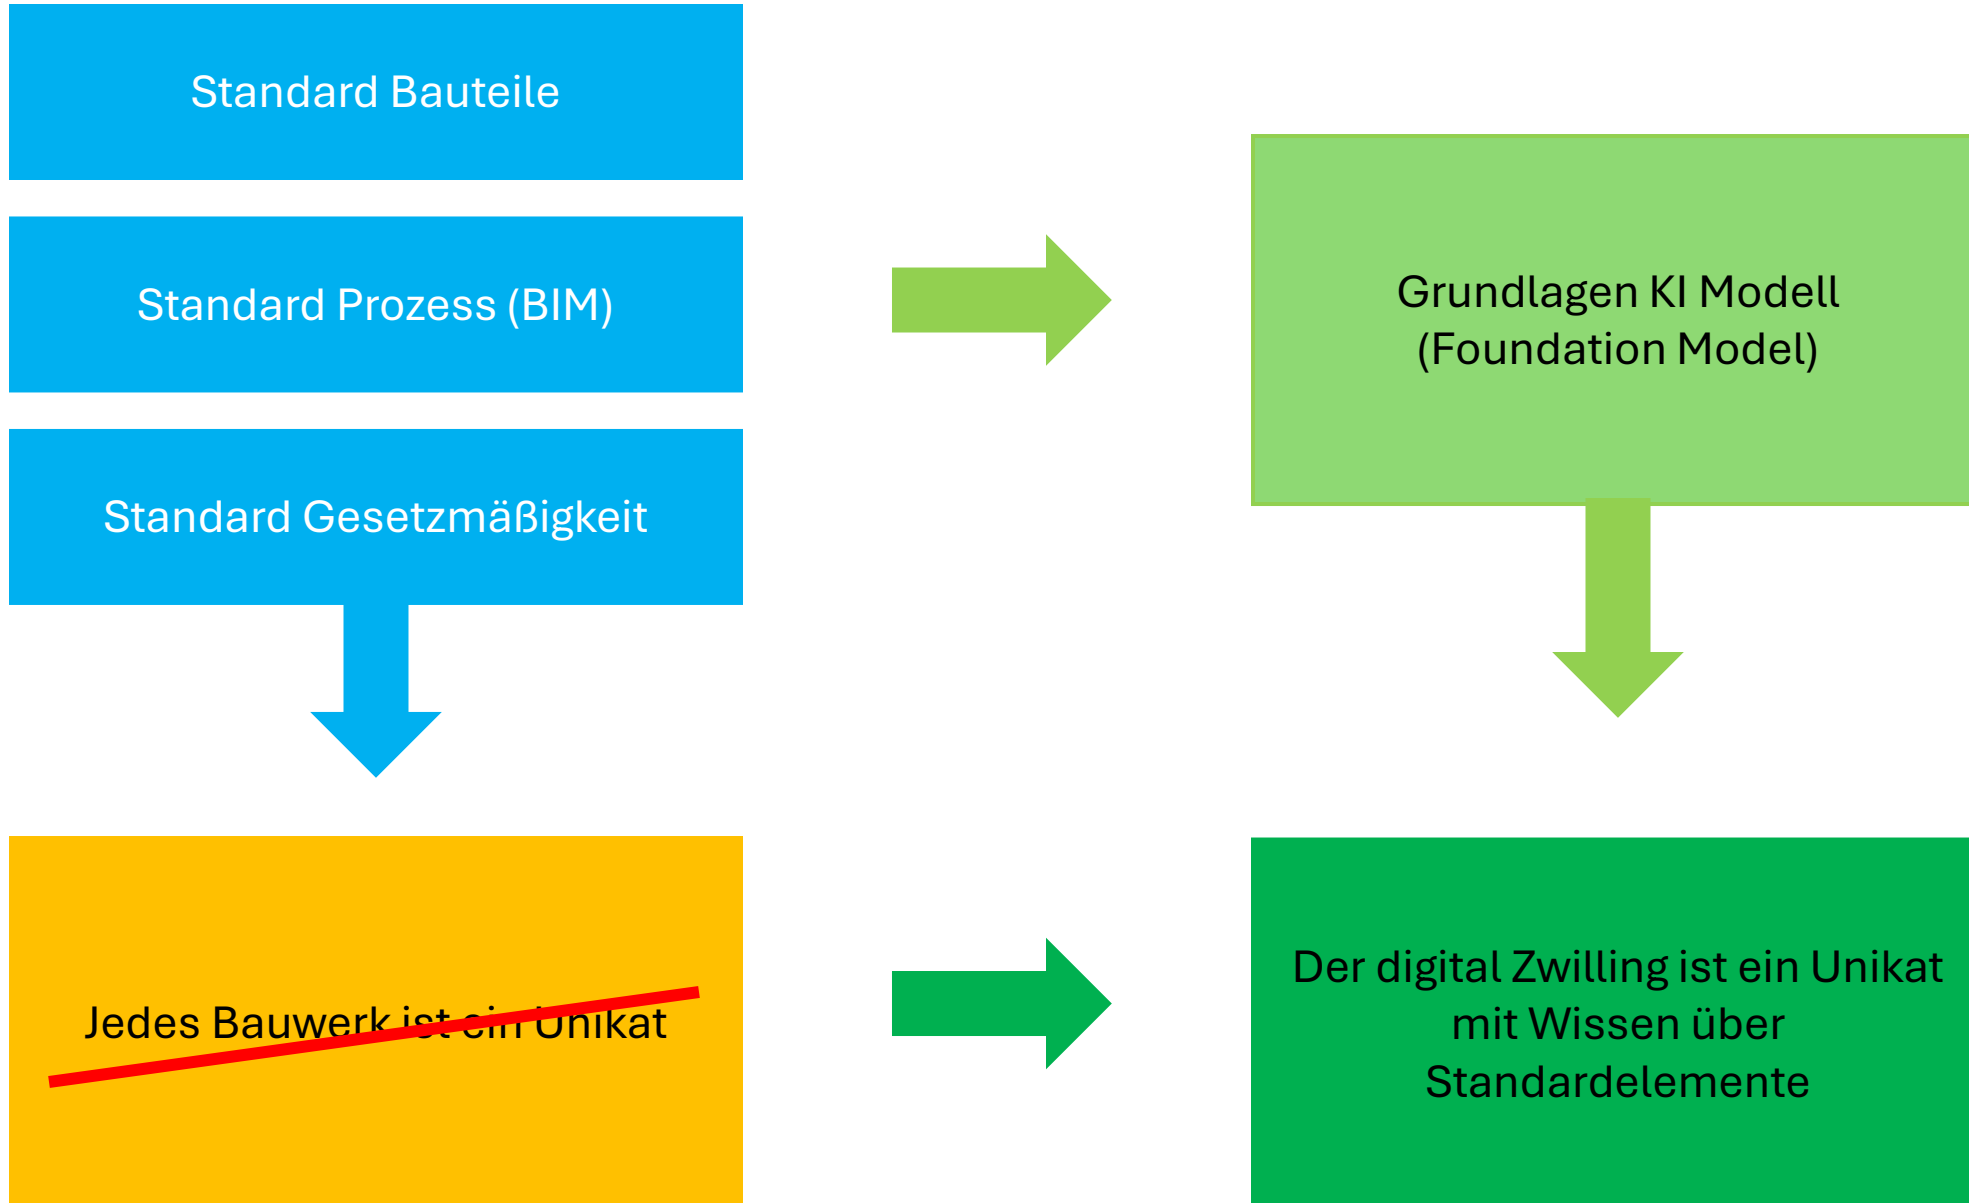 Standard Bauteile
Standard Prozess (BIM)
Standard Gesetzmäßigkeit
Grundlagen KI Modell
(Foundation Model)
Jedes Bauwerk ist ein Unikat
Der digital Zwilling ist ein Unikat
mit Wissen über
Standardelemente